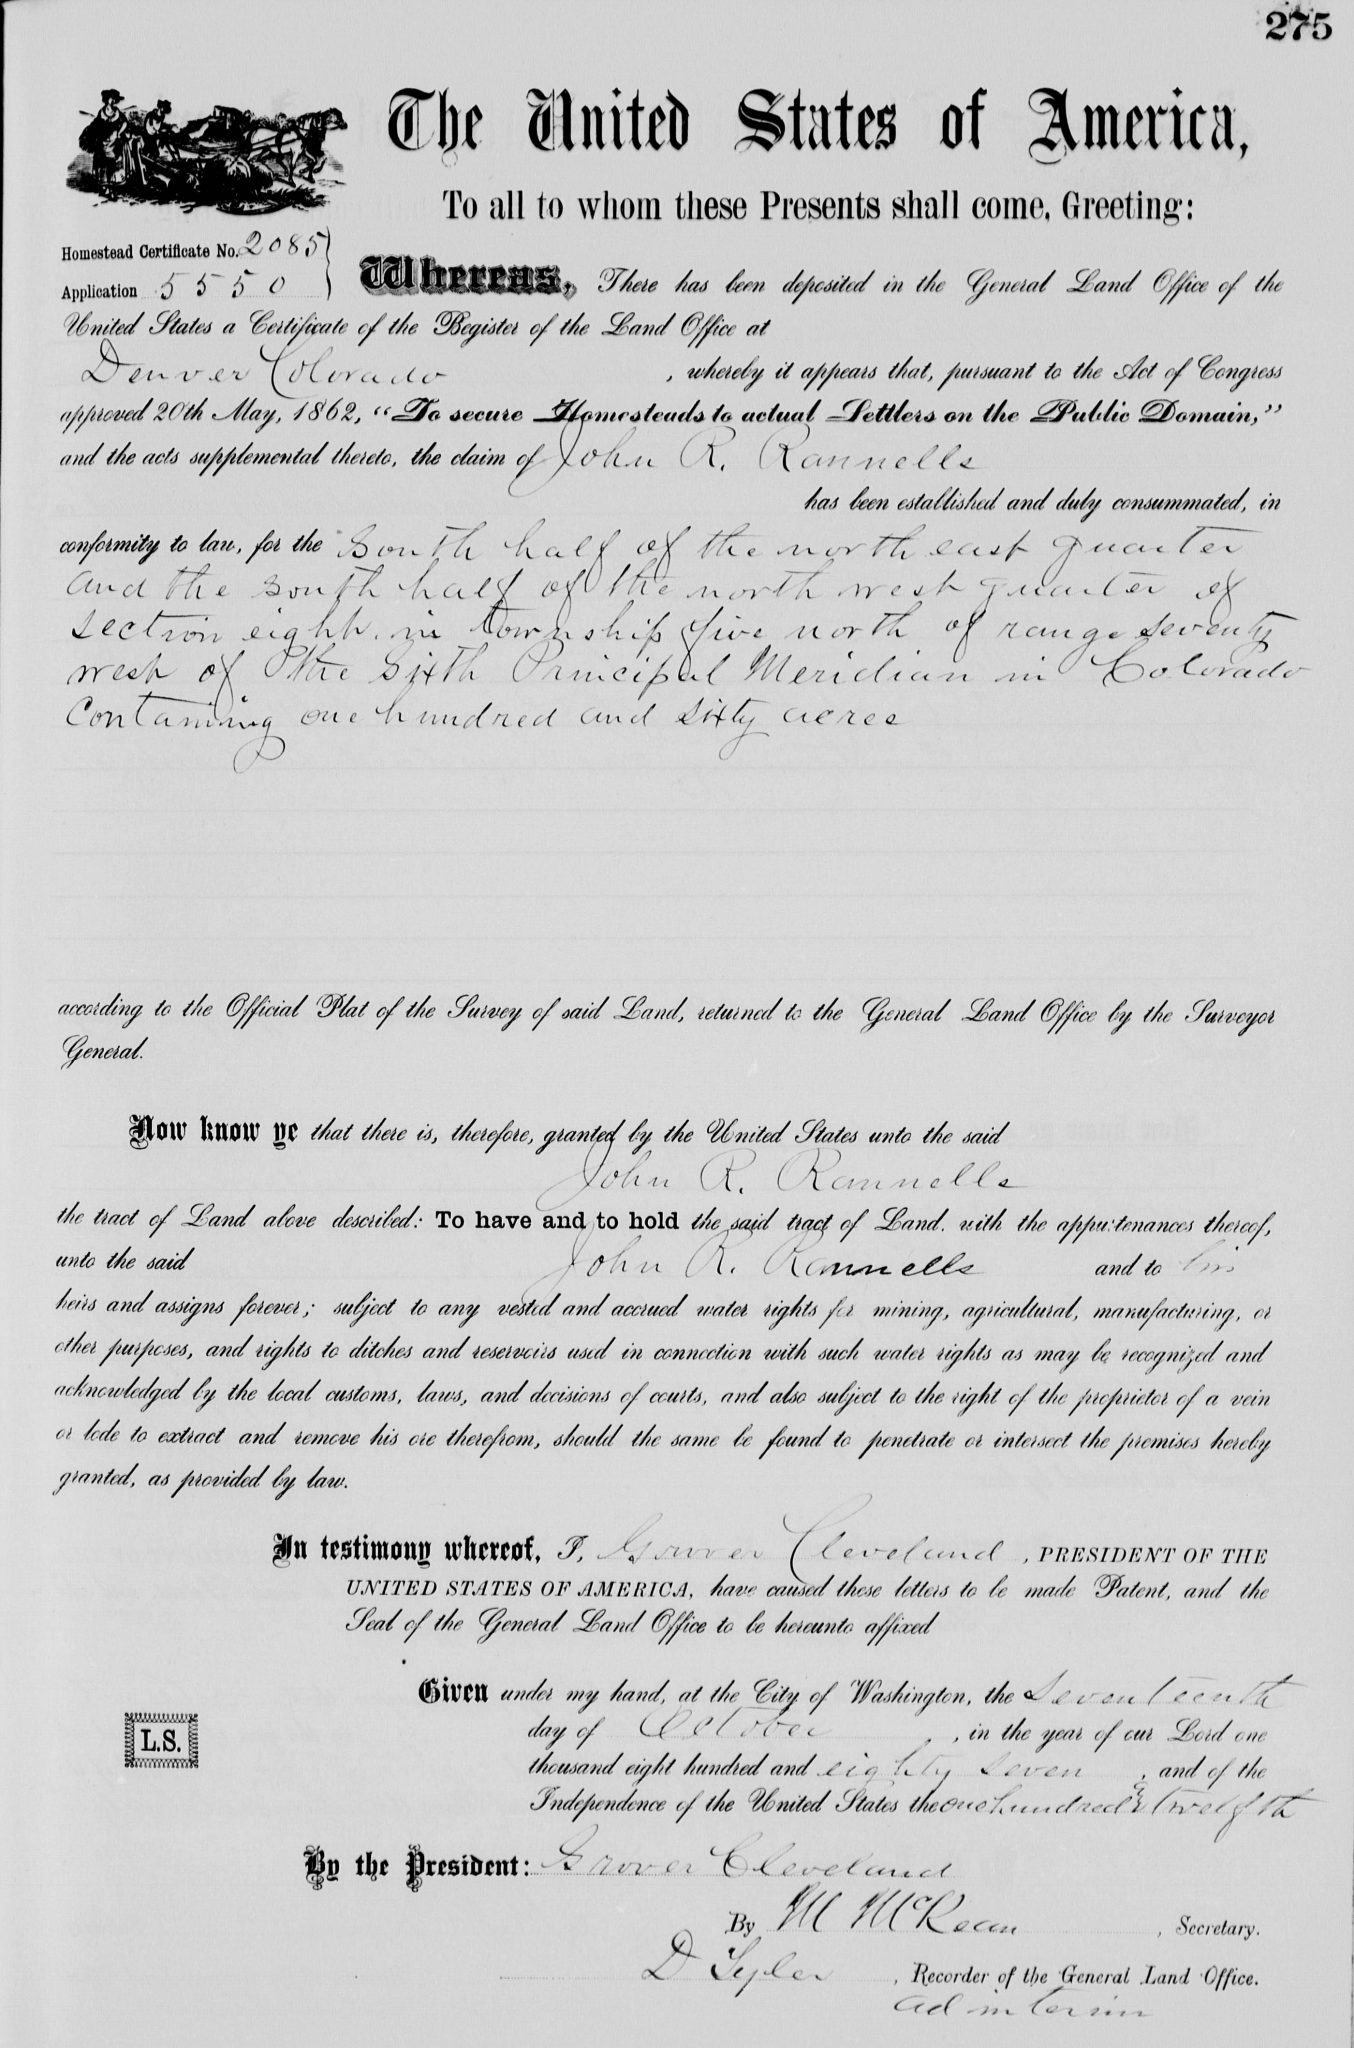 275
The United States of America,
To all to whom these Presents shall come, Greeting:
Homestead Certificate No. 2085
Application 5550
Whereas, There has been deposited in the General Land Office of the
United States a Certificate of the Register of the Land Office at
Denver Colorado , whereby it appears that, pursuant to the Act of Congress
approved 20th May, 1862, “To secure Homesteads to actual Settlers on the Public Domain,”
and the acts supplemental thereto, the claim of John R. Rannells
has been established and duly consummated, in
conformity to law, for the south half of the north east quarter
and the south half of the north west quarter of
section eight in township five north of range seventy
west of the Sixth Principal Meridian in Colorado
Containing one hundred and sixty acres
according to the Official Plat of the Survey of said Land, returned to the General Land Office by the Surveyor
General.
Now know ye that there is, therefore, granted by the United States unto the said
John R. Rannells
the tract of Land above described: To have and to hold the said tract of Land, with the appurtenances thereof,
unto the said John R. Rannells and to his
heirs and assigns forever; subject to any vested and accrued water rights for mining, agricultural, manufacturing, or
other purposes, and rights to ditches and reservoirs used in connection with such water rights as may be recognized and
acknowledged by the local customs, laws, and decisions of courts, and also subject to the right of the proprietor of a vein
or lode to extract and remove his ore therefrom, should the same be found to penetrate or intersect the premises hereby
granted, as provided by law.
In testimony whereof, I, Grover Cleveland , PRESIDENT OF THE
UNITED STATES OF AMERICA, have caused these letters to be made Patent, and the
Seal of the General Land Office to be hereunto affixed
Given under my hand, at the City of Washington, the seventeenth
L.S.
day of October , in the year of our Lord one
thousand eight hundred and eighty seven , and of the
Independence of the United States the one hundred & twelfth
By the President: Grover Cleveland
By M McKean , Secretary.
D Tyler , Recorder of the General Land Office.
ad interim